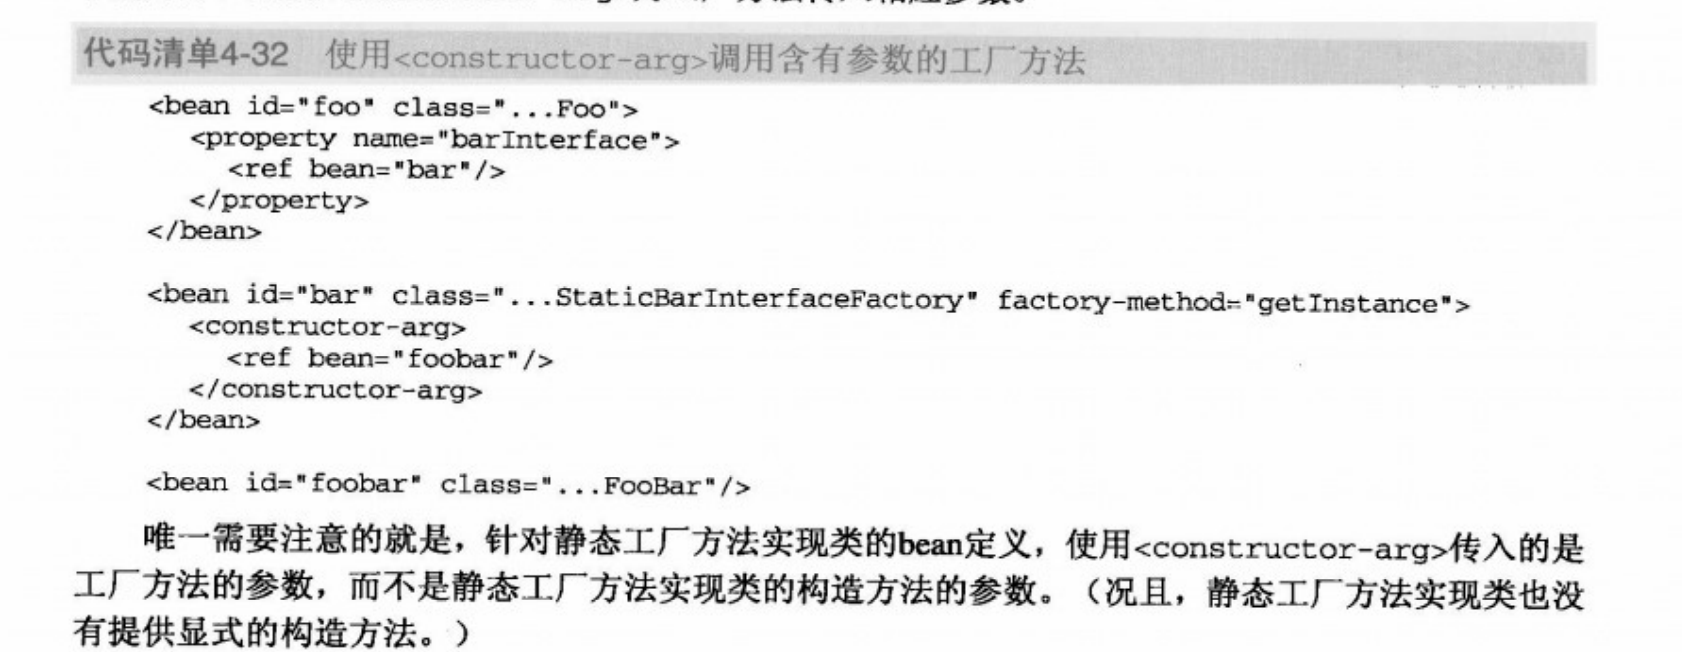 代码清单4-32 使用<constructor-arg>调用含有参数的工厂方法
<bean id="foo" class="...Foo">
<property name="barInterface">
<ref bean="bar"/>
</property>
</bean>
<bean id="bar" class="...StaticBarInterfaceFactory" factory-method="getInstance">
<constructor-arg>
<ref bean="foobar"/>
</constructor-arg>
</bean>
<bean id="foobar" class="...FooBar"/>
唯一需要注意的就是，针对静态工厂方法实现类的bean定义，使用<constructor-arg>传入的是
工厂方法的参数，而不是静态工厂方法实现类的构造方法的参数。（况且，静态工厂方法实现类也没
有提供显式的构造方法。）